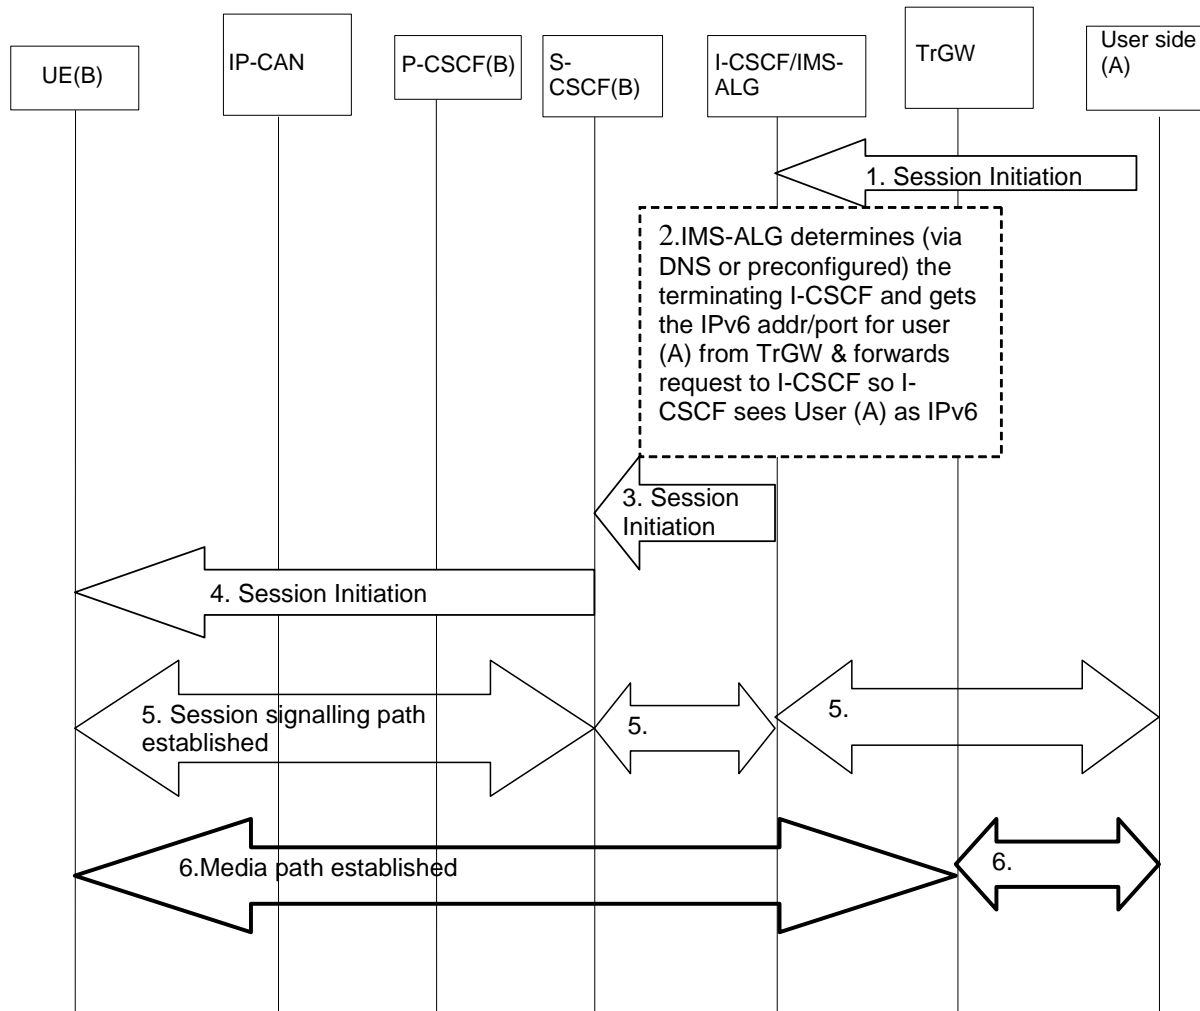 UE(B)
IP-CAN
P-CSCF(B)
S-
CSCF(B)
I-CSCF/IMS-
ALG
TrGW
User side
(A)
1. Session Initiation
2.IMS-ALG determines (via
DNS or preconfigured) the
terminating I-CSCF and gets
the IPv6 addr/port for user
(A) from TrGW & forwards
request to I-CSCF so I-
CSCF sees User (A) as IPv6
3. Session
Initiation
4. Session Initiation
5. Session signalling path
established
5.
5.
6.Media path established
6.